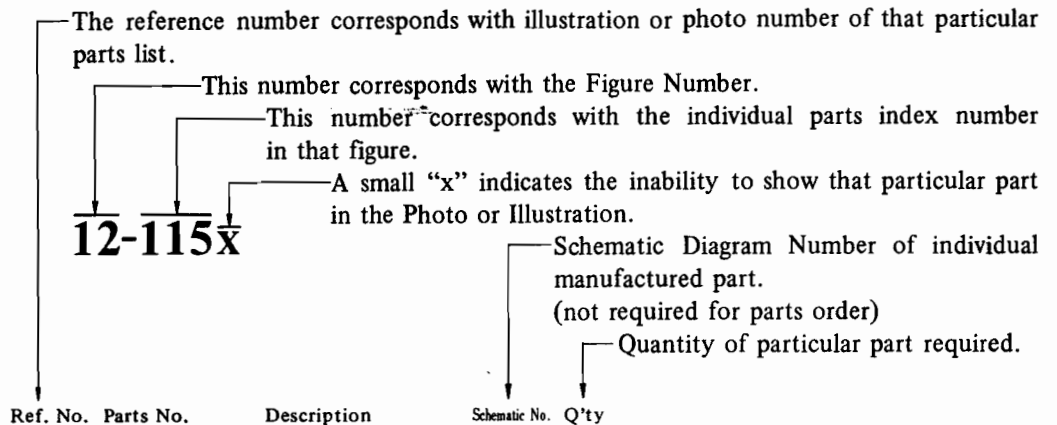 The reference number corresponds with illustration or photo number of that particular
parts list.
This number corresponds with the Figure Number.
This number corresponds with the individual parts index number
in that figure.
A small “x” indicates the inability to show that particular part
in the Photo or Illustration.
12-115x
Schematic Diagram Number of individual
manufactured part.
(not required for parts order)
Quantity of particular part required.
Ref. No. Parts No. Description Schematic No. Q'ty